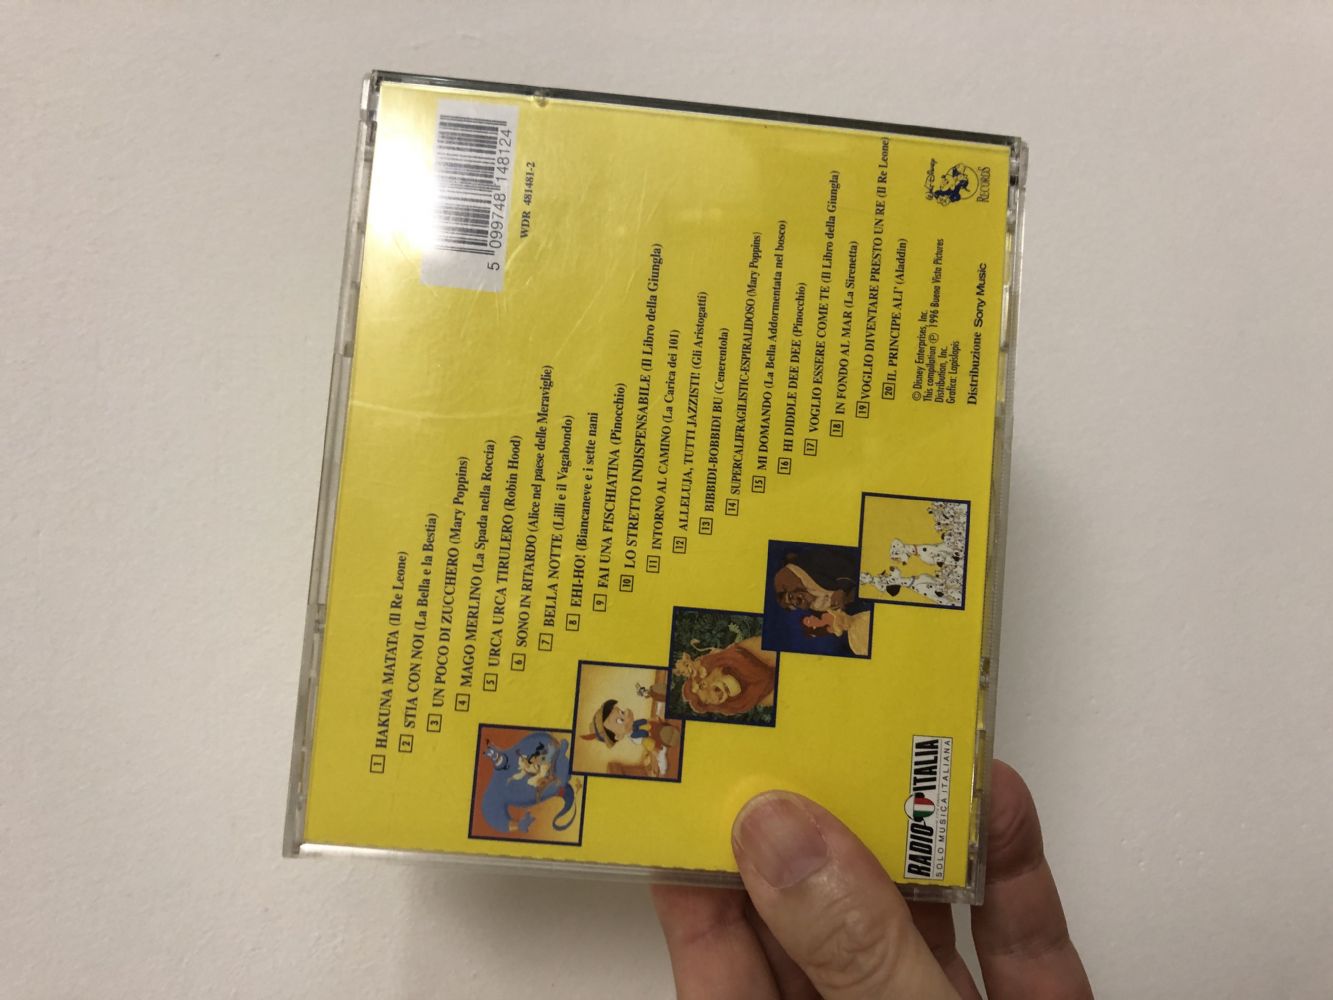 1 HAKUNA MATATA (Il Re Leone)
2 STIA CON NOI (La Bella e la Bestia)
3 UN POCO DI ZUCCHERO (Mary Poppins)
4 MAGO MERLINO (La Spada nella Roccia)
5 URCA URCA TIRULERO (Robin Hood)
6 SONO IN RITARDO (Alice nel paese delle Meraviglie)
7 BELLA NOTTE (Lilli e il Vagabondo)
8 EHI-HO! (Biancaneve e i sette nani
9 FAI UNA FISCHIATINA (Pinocchio)
10 LO STRETTO INDISPENSABILE (Il Libro della Giungla)
11 INTORNO AL CAMINO (La Carica dei 101)
12 ALLELUJA, TUTTI JAZZISTI! (Gli Aristogatti)
13 BIBBIDI-BOBBIDI BU (Cenerentola)
14 SUPERCALIFRAGILISTIC-ESPIRALIDOSO (Mary Poppins)
15 MI DOMANDO (La Bella Addormentata nel bosco)
16 HI DIDDLE DEE DEE (Pinocchio)
17 VOGLIO ESSERE COME TE (Il Libro della Giungla)
18 IN FONDO AL MAR (La Sirenetta)
19 VOGLIO DIVENTARE PRESTO UN RE (Il Re Leone)
20 IL PRINCIPE ALI' (Aladdin)
5 099748 148124
WDR 481481-2
RADIO ITALIA
SOLO MUSICA ITALIANA
© Disney Enterprises, Inc.
This compilation ℗ 1996 Buena Vista Pictures
Distribution, Inc.
Grafica: Lapislapis
Distribuzione Sony Music
Walt Disney
RECORDS